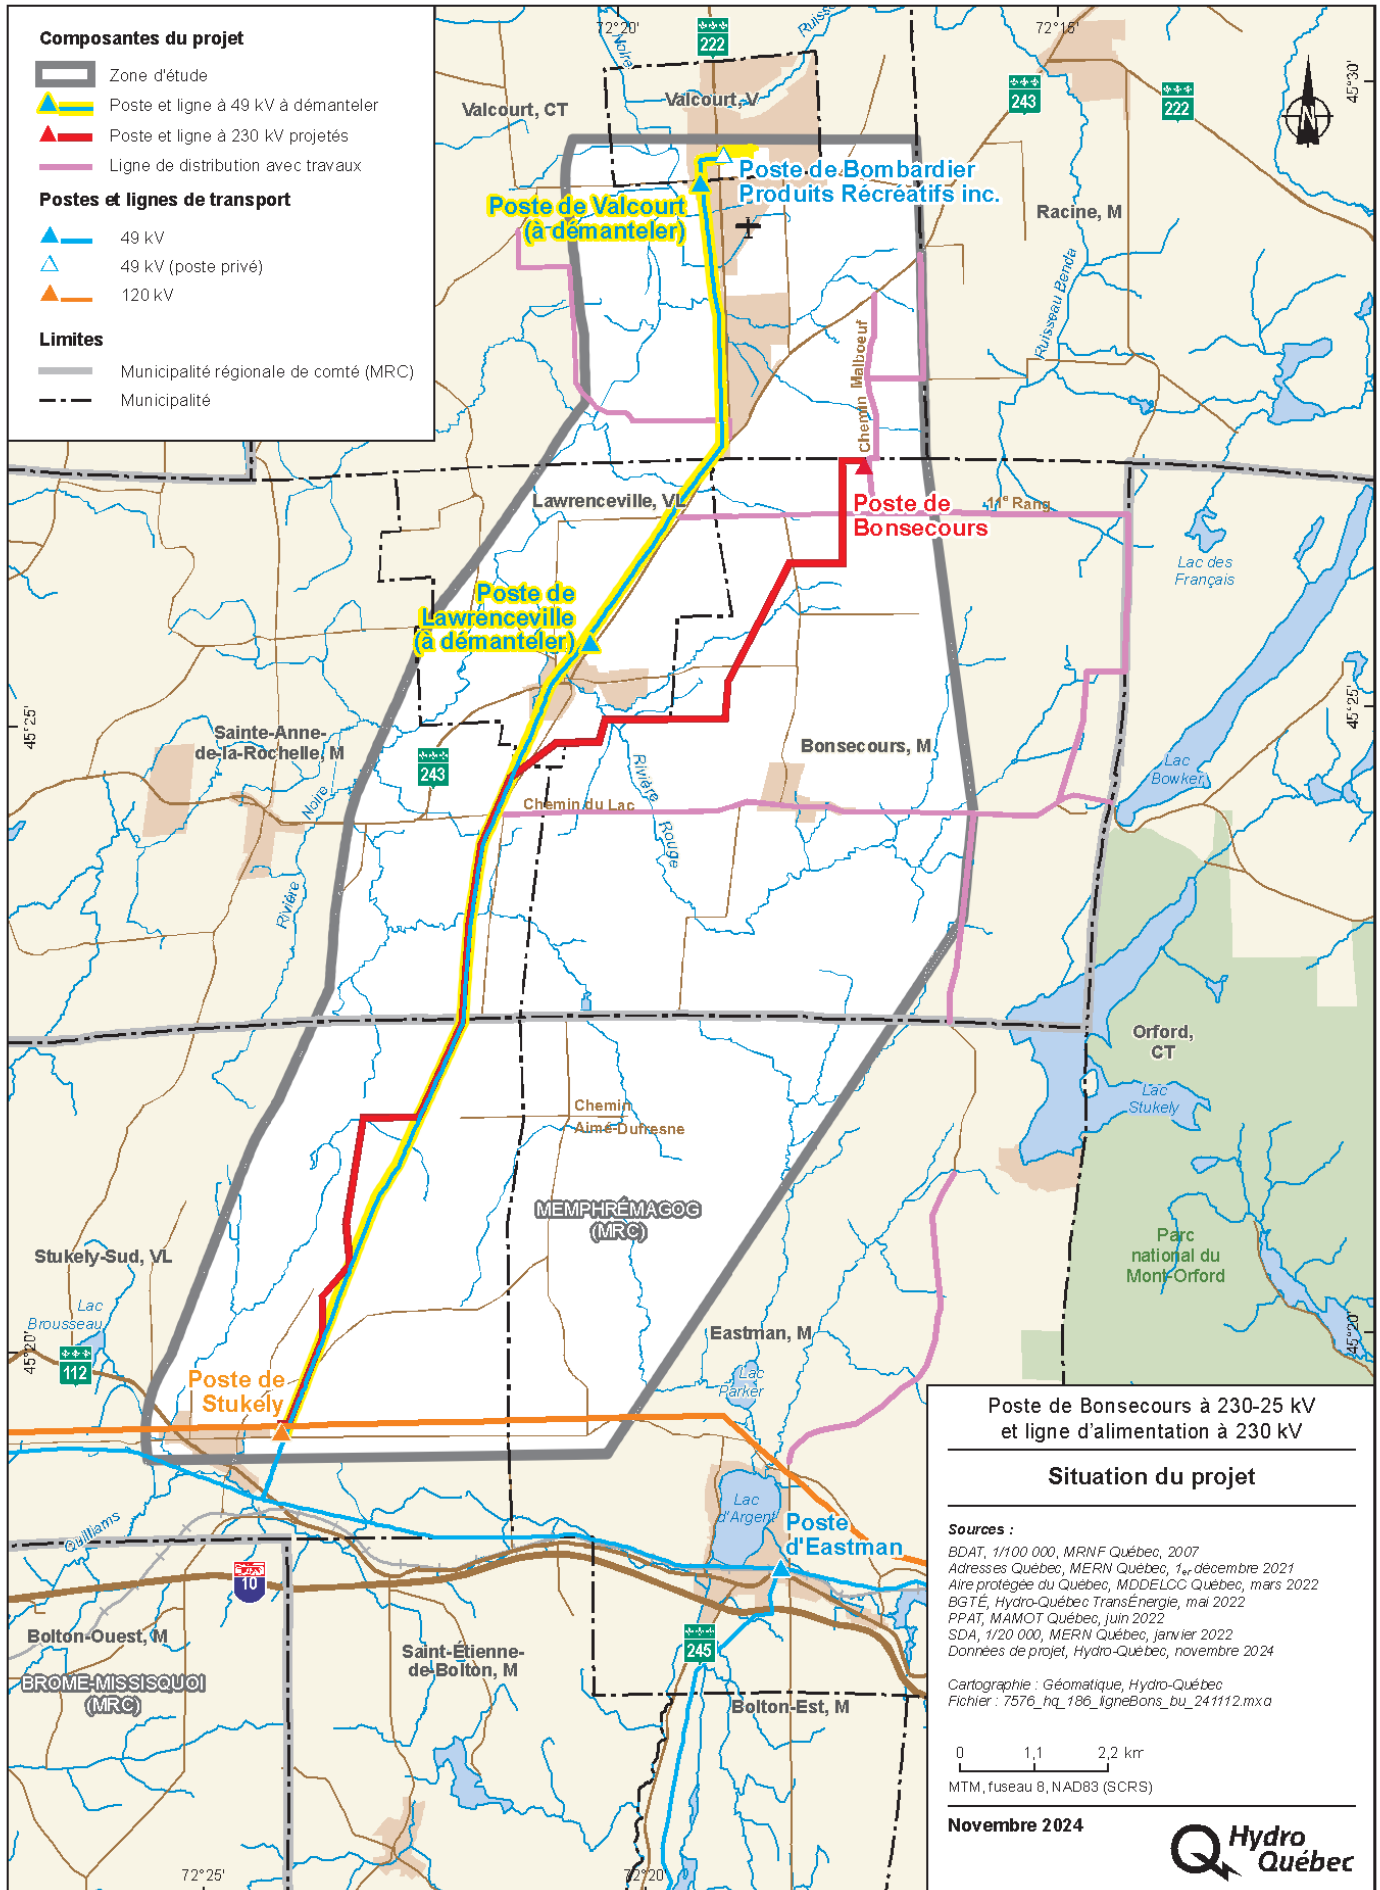 Composantes du projet
Zone d'étude
Poste et ligne à 49 kV à démanteler
Poste et ligne à 230 kV projetés
Ligne de distribution avec travaux
Postes et lignes de transport
49 kV
49 kV (poste privé)
120 kV
Limites
Municipalité régionale de comté (MRC)
Municipalité
72°20'
72°15'
Noire
Ruisse
222
243
222
45°30'
Valcourt, CT
Valcourt, V
Poste de Bombardier
Produits Récréatifs inc.
Poste de Valcourt
(à démanteler)
Racine, M
Ruisseau Benda
Chemin Malboeuf
Lawrenceville, VL
Poste de
Bonsecours
11e Rang
Lac des
Français
Poste de
Lawrenceville
(à démanteler)
45°25'
45°25'
Sainte-Anne-
de-la-Rochelle, M
243
Bonsecours, M
Lac
Bowker
Rivière
Rouge
Chemin du Lac
Noire
Rivière
Orford,
CT
Lac
Stukely
Chemin
Aimé-Dufresne
MEMPHRÉMAGOG
(MRC)
Parc
national du
Mont-Orford
Stukely-Sud, VL
Lac
Brousseau
45°20'
45°20'
112
Eastman, M
Lac
Parker
Poste de
Stukely
Lac
d'Argent
Poste
d'Eastman
Quilliams
10
Bolton-Ouest, M
BROME-MISSISQUOI
(MRC)
Saint-Étienne-
de-Bolton, M
245
Bolton-Est, M
72°25'
72°20'
Poste de Bonsecours à 230-25 kV
et ligne d'alimentation à 230 kV
Situation du projet
Sources :
BDAT, 1/100 000, MRNF Québec, 2007
Adresses Québec, MERN Québec, 1er décembre 2021
Aire protégée du Québec, MDDELCC Québec, mars 2022
BGTÉ, Hydro-Québec TransÉnergie, mai 2022
PPAT, MAMOT Québec, juin 2022
SDA, 1/20 000, MERN Québec, janvier 2022
Données de projet, Hydro-Québec, novembre 2024
Cartographie : Géomatique, Hydro-Québec
Fichier : 7576_hq_186_ligneBons_bu_241112.mxd
0 1,1 2,2 km
MTM, fuseau 8, NAD83 (SCRS)
Novembre 2024
Hydro
Québec
N